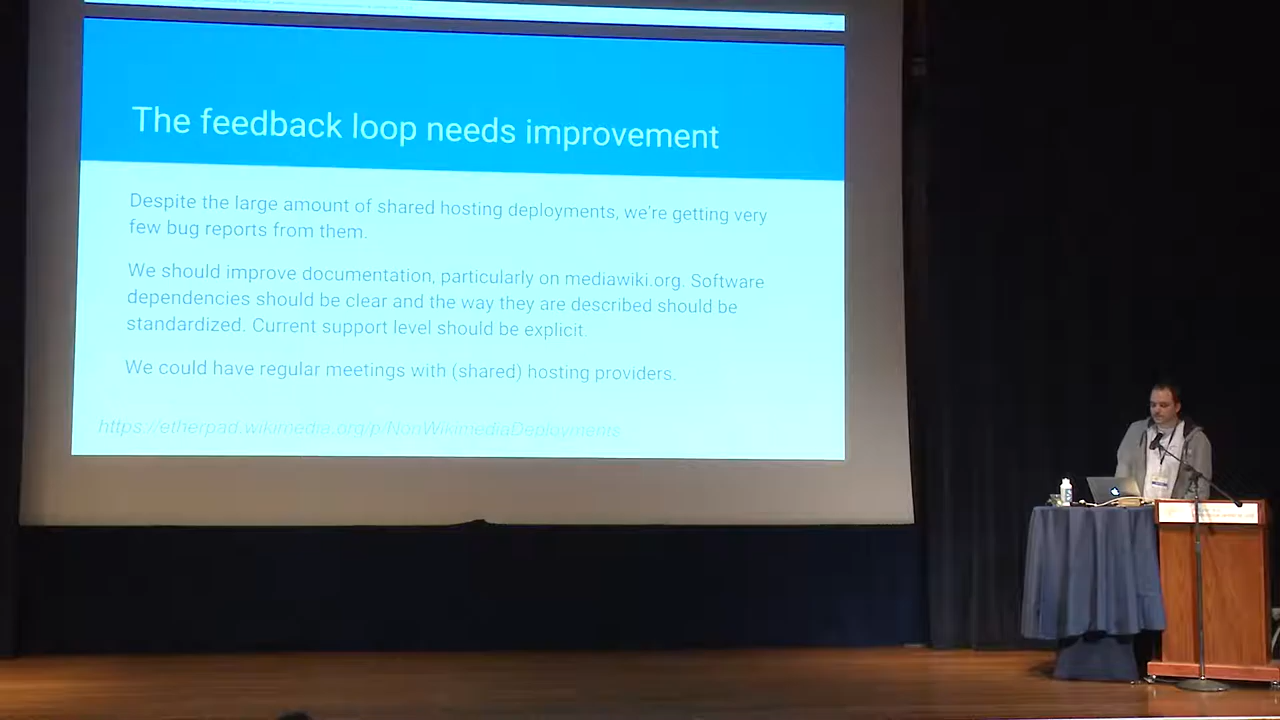 The feedback loop needs improvement
Despite the large amount of shared hosting deployments, we're getting very
few bug reports from them.
We should improve documentation, particularly on mediawiki.org. Software
dependencies should be clear and the way they are described should be
standardized. Current support level should be explicit.
We could have regular meetings with (shared) hosting providers.
https://etherpad.wikimedia.org/p/NonWikimediaDeployments